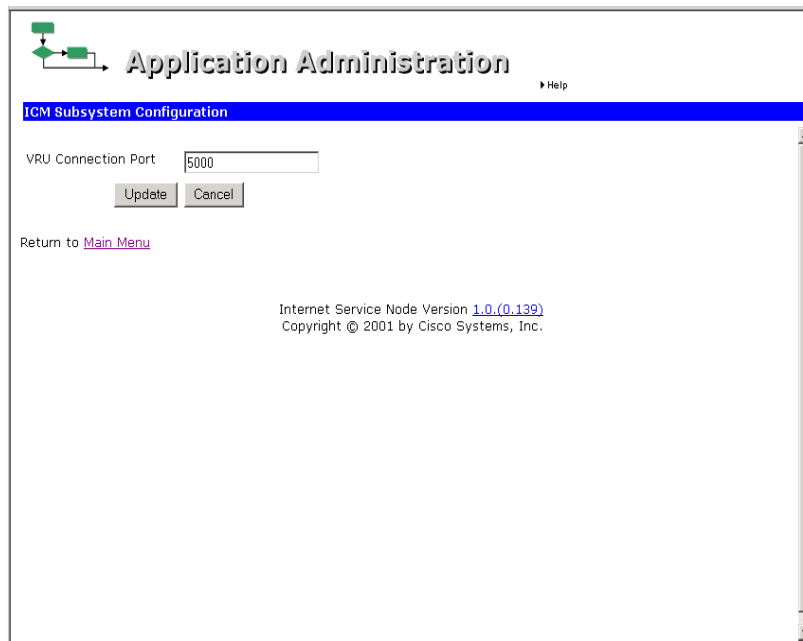 Application Administration
Help
ICM Subsystem Configuration
VRU Connection Port 5000
Update Cancel
Return to Main Menu
Internet Service Node Version 1.0.(0.139)
Copyright © 2001 by Cisco Systems, Inc.